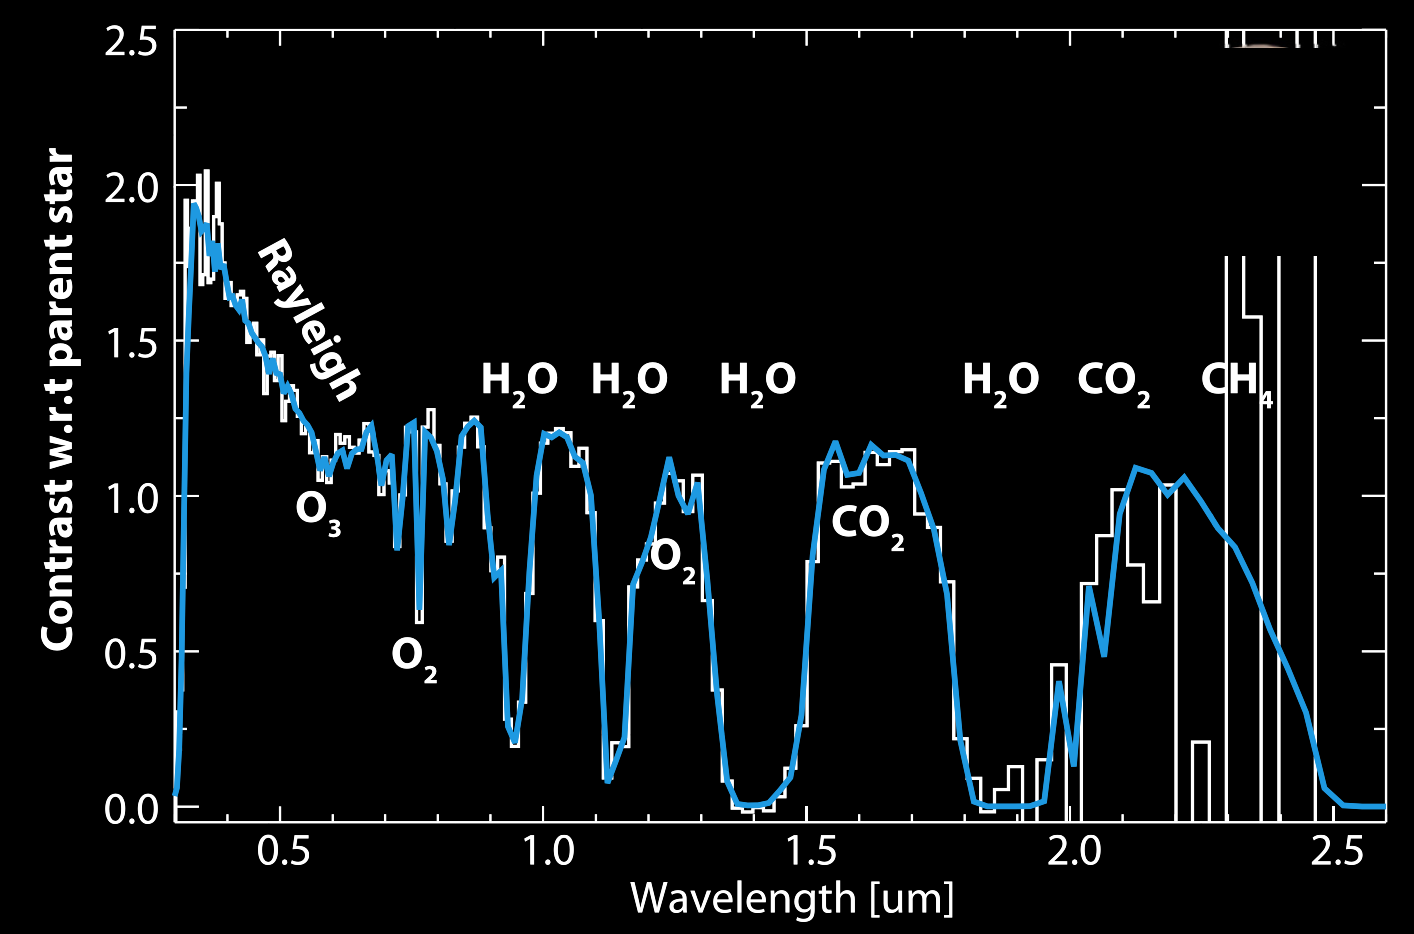 2.5
2.0
1.5
1.0
0.5
0.0
Contrast w.r.t parent star
Rayleigh
H₂O
H₂O
H₂O
H₂O
CO₂
CH₄
O₃
CO₂
O₂
O₂
0.5
1.0
1.5
2.0
2.5
Wavelength [um]